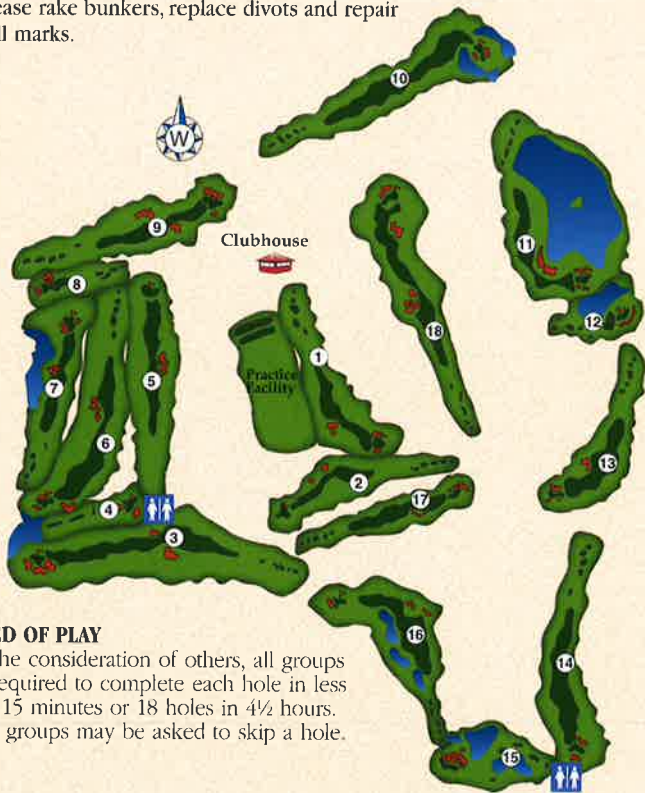 ease rake bunkers, replace divots and repair
ll marks.
10
W
9
Clubhouse
8
11
12
18
1
7
5
Practice
Facility
6
13
2
17
4
3
ED OF PLAY
he consideration of others, all groups
equired to complete each hole in less
15 minutes or 18 holes in 4½ hours.
groups may be asked to skip a hole.
16
14
15